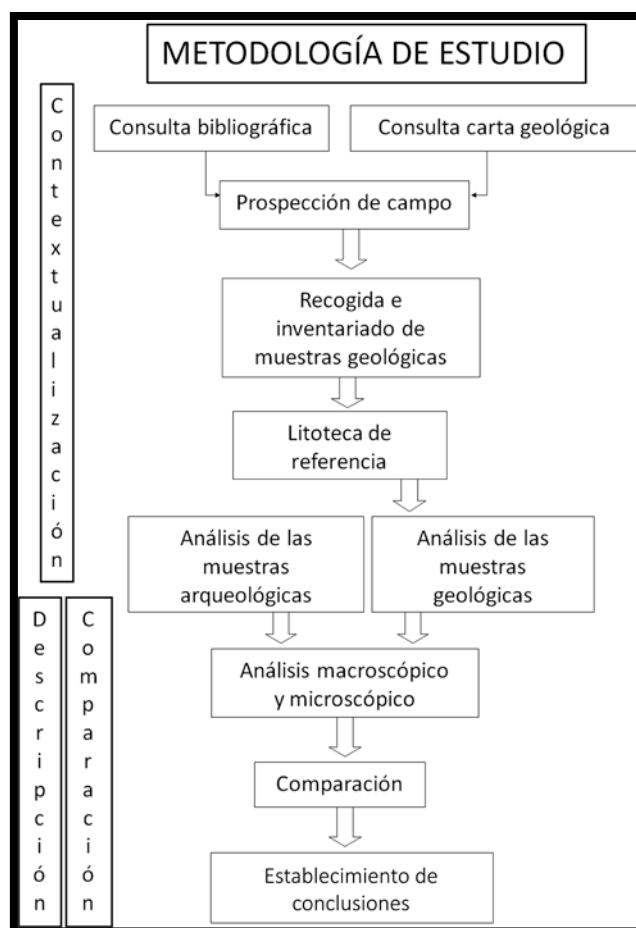 METODOLOGÍA DE ESTUDIO
Contextualización
Consulta bibliográfica
Consulta carta geológica
Prospección de campo
Recogida e
inventariado de
muestras geológicas
Litoteca de
referencia
Análisis de las
muestras
arqueológicas
Análisis de las
muestras
geológicas
Descripción
Comparación
Análisis macroscópico
y microscópico
Comparación
Establecimiento de
conclusiones